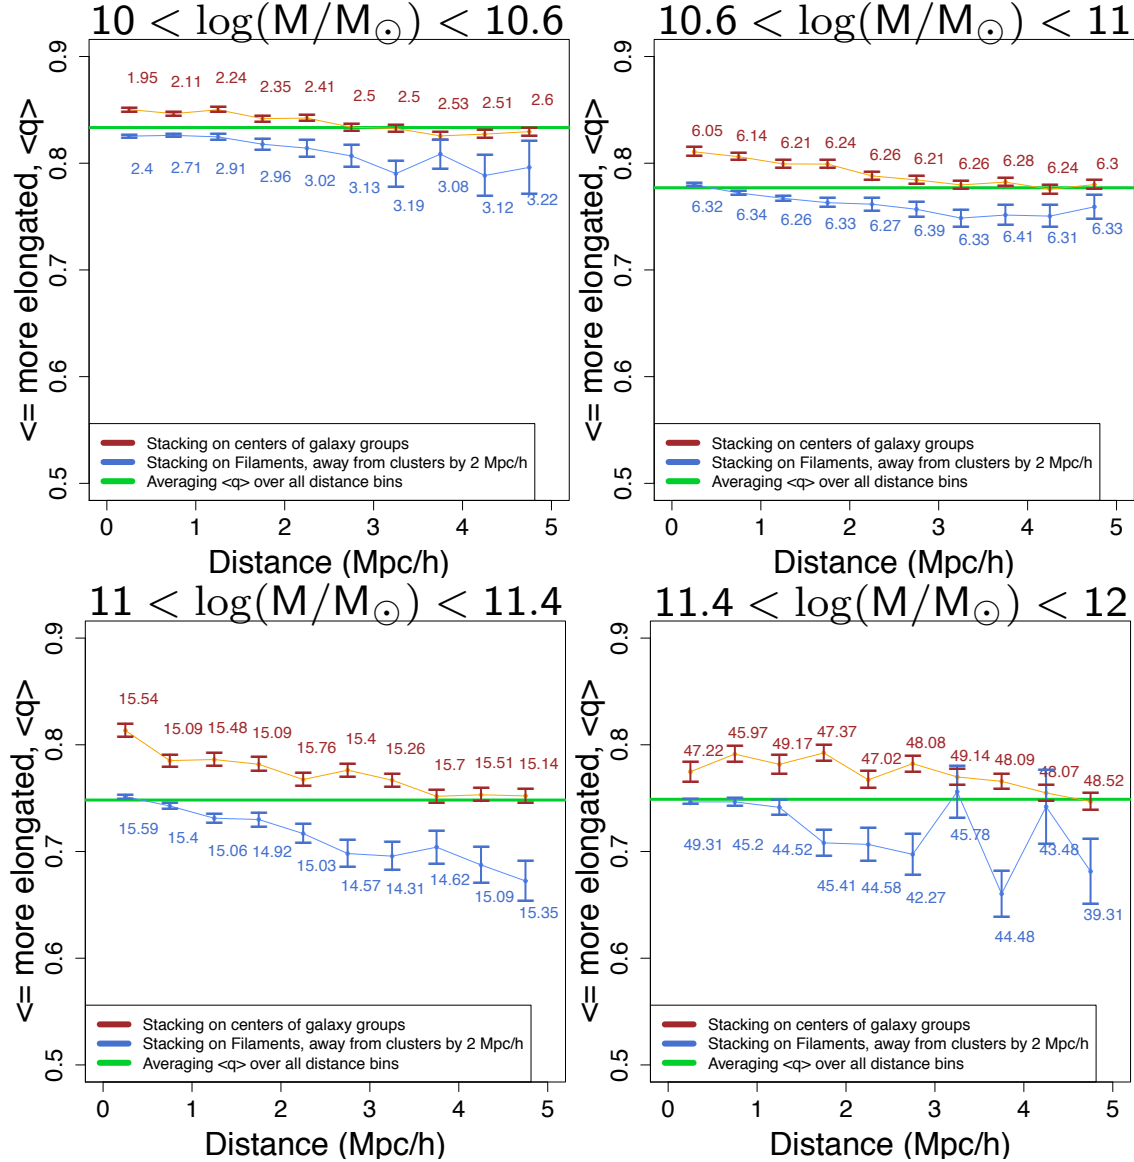 10 < log(M/M☉) < 10.6
<= more elongated, <q>
0.9
0.8
0.7
0.6
0.5
1.95 2.11 2.24 2.35 2.41 2.5 2.5 2.53 2.51 2.6
2.4 2.71 2.91 2.96 3.02 3.13 3.19 3.08 3.12 3.22
Stacking on centers of galaxy groups
Stacking on Filaments, away from clusters by 2 Mpc/h
Averaging <q> over all distance bins
0 1 2 3 4 5
Distance (Mpc/h)
10.6 < log(M/M☉) < 11
<= more elongated, <q>
0.9
0.8
0.7
0.6
0.5
6.05 6.14 6.21 6.24 6.26 6.21 6.26 6.28 6.24 6.3
6.32 6.34 6.26 6.33 6.27 6.39 6.33 6.41 6.31 6.33
Stacking on centers of galaxy groups
Stacking on Filaments, away from clusters by 2 Mpc/h
Averaging <q> over all distance bins
0 1 2 3 4 5
Distance (Mpc/h)
11 < log(M/M☉) < 11.4
<= more elongated, <q>
0.9
0.8
0.7
0.6
0.5
15.54 15.09 15.48 15.09 15.76 15.4 15.26 15.7 15.51 15.14
15.59 15.4 15.06 14.92 15.03 14.57 14.31 14.62 15.09 15.35
Stacking on centers of galaxy groups
Stacking on Filaments, away from clusters by 2 Mpc/h
Averaging <q> over all distance bins
0 1 2 3 4 5
Distance (Mpc/h)
11.4 < log(M/M☉) < 12
<= more elongated, <q>
0.9
0.8
0.7
0.6
0.5
47.22 45.97 49.17 47.37 47.02 48.08 49.14 48.09 48.07 48.52
49.31 45.2 44.52 45.41 44.58 42.27 45.78 44.48 43.48 39.31
Stacking on centers of galaxy groups
Stacking on Filaments, away from clusters by 2 Mpc/h
Averaging <q> over all distance bins
0 1 2 3 4 5
Distance (Mpc/h)